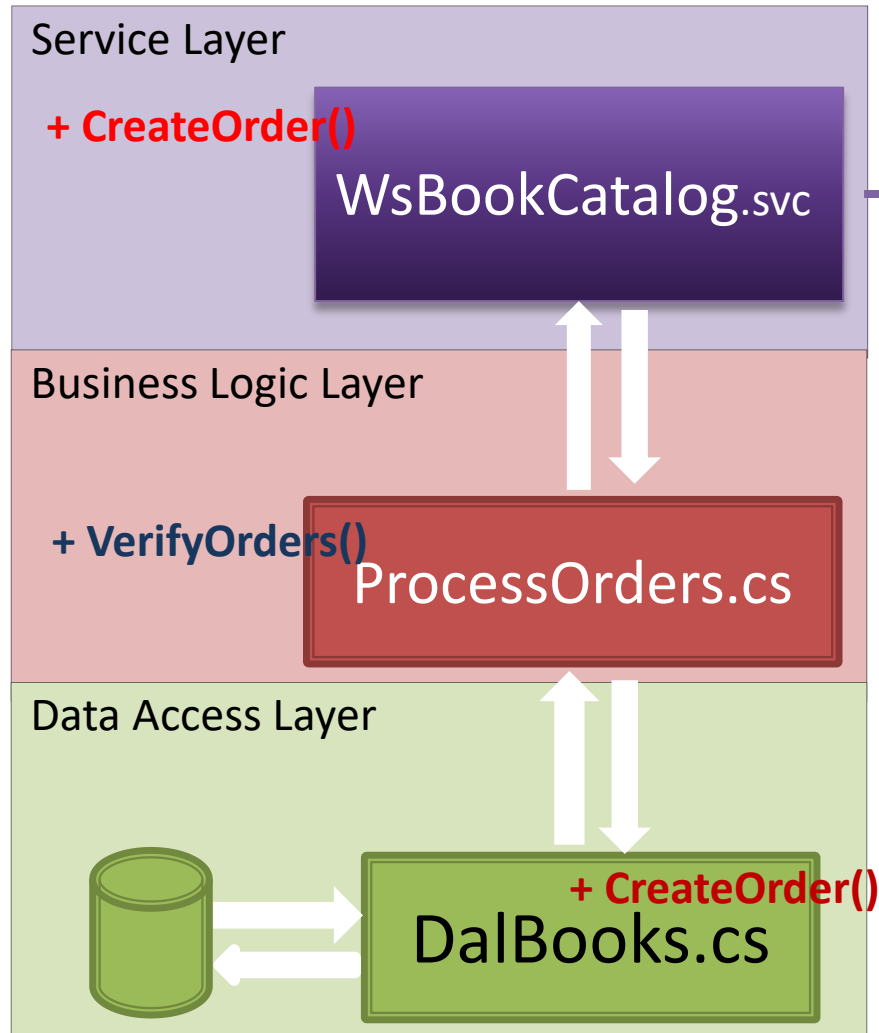 Service Layer
+ CreateOrder()
WsBookCatalog.svc
Business Logic Layer
+ VerifyOrders()
ProcessOrders.cs
Data Access Layer
+ CreateOrder()
DalBooks.cs